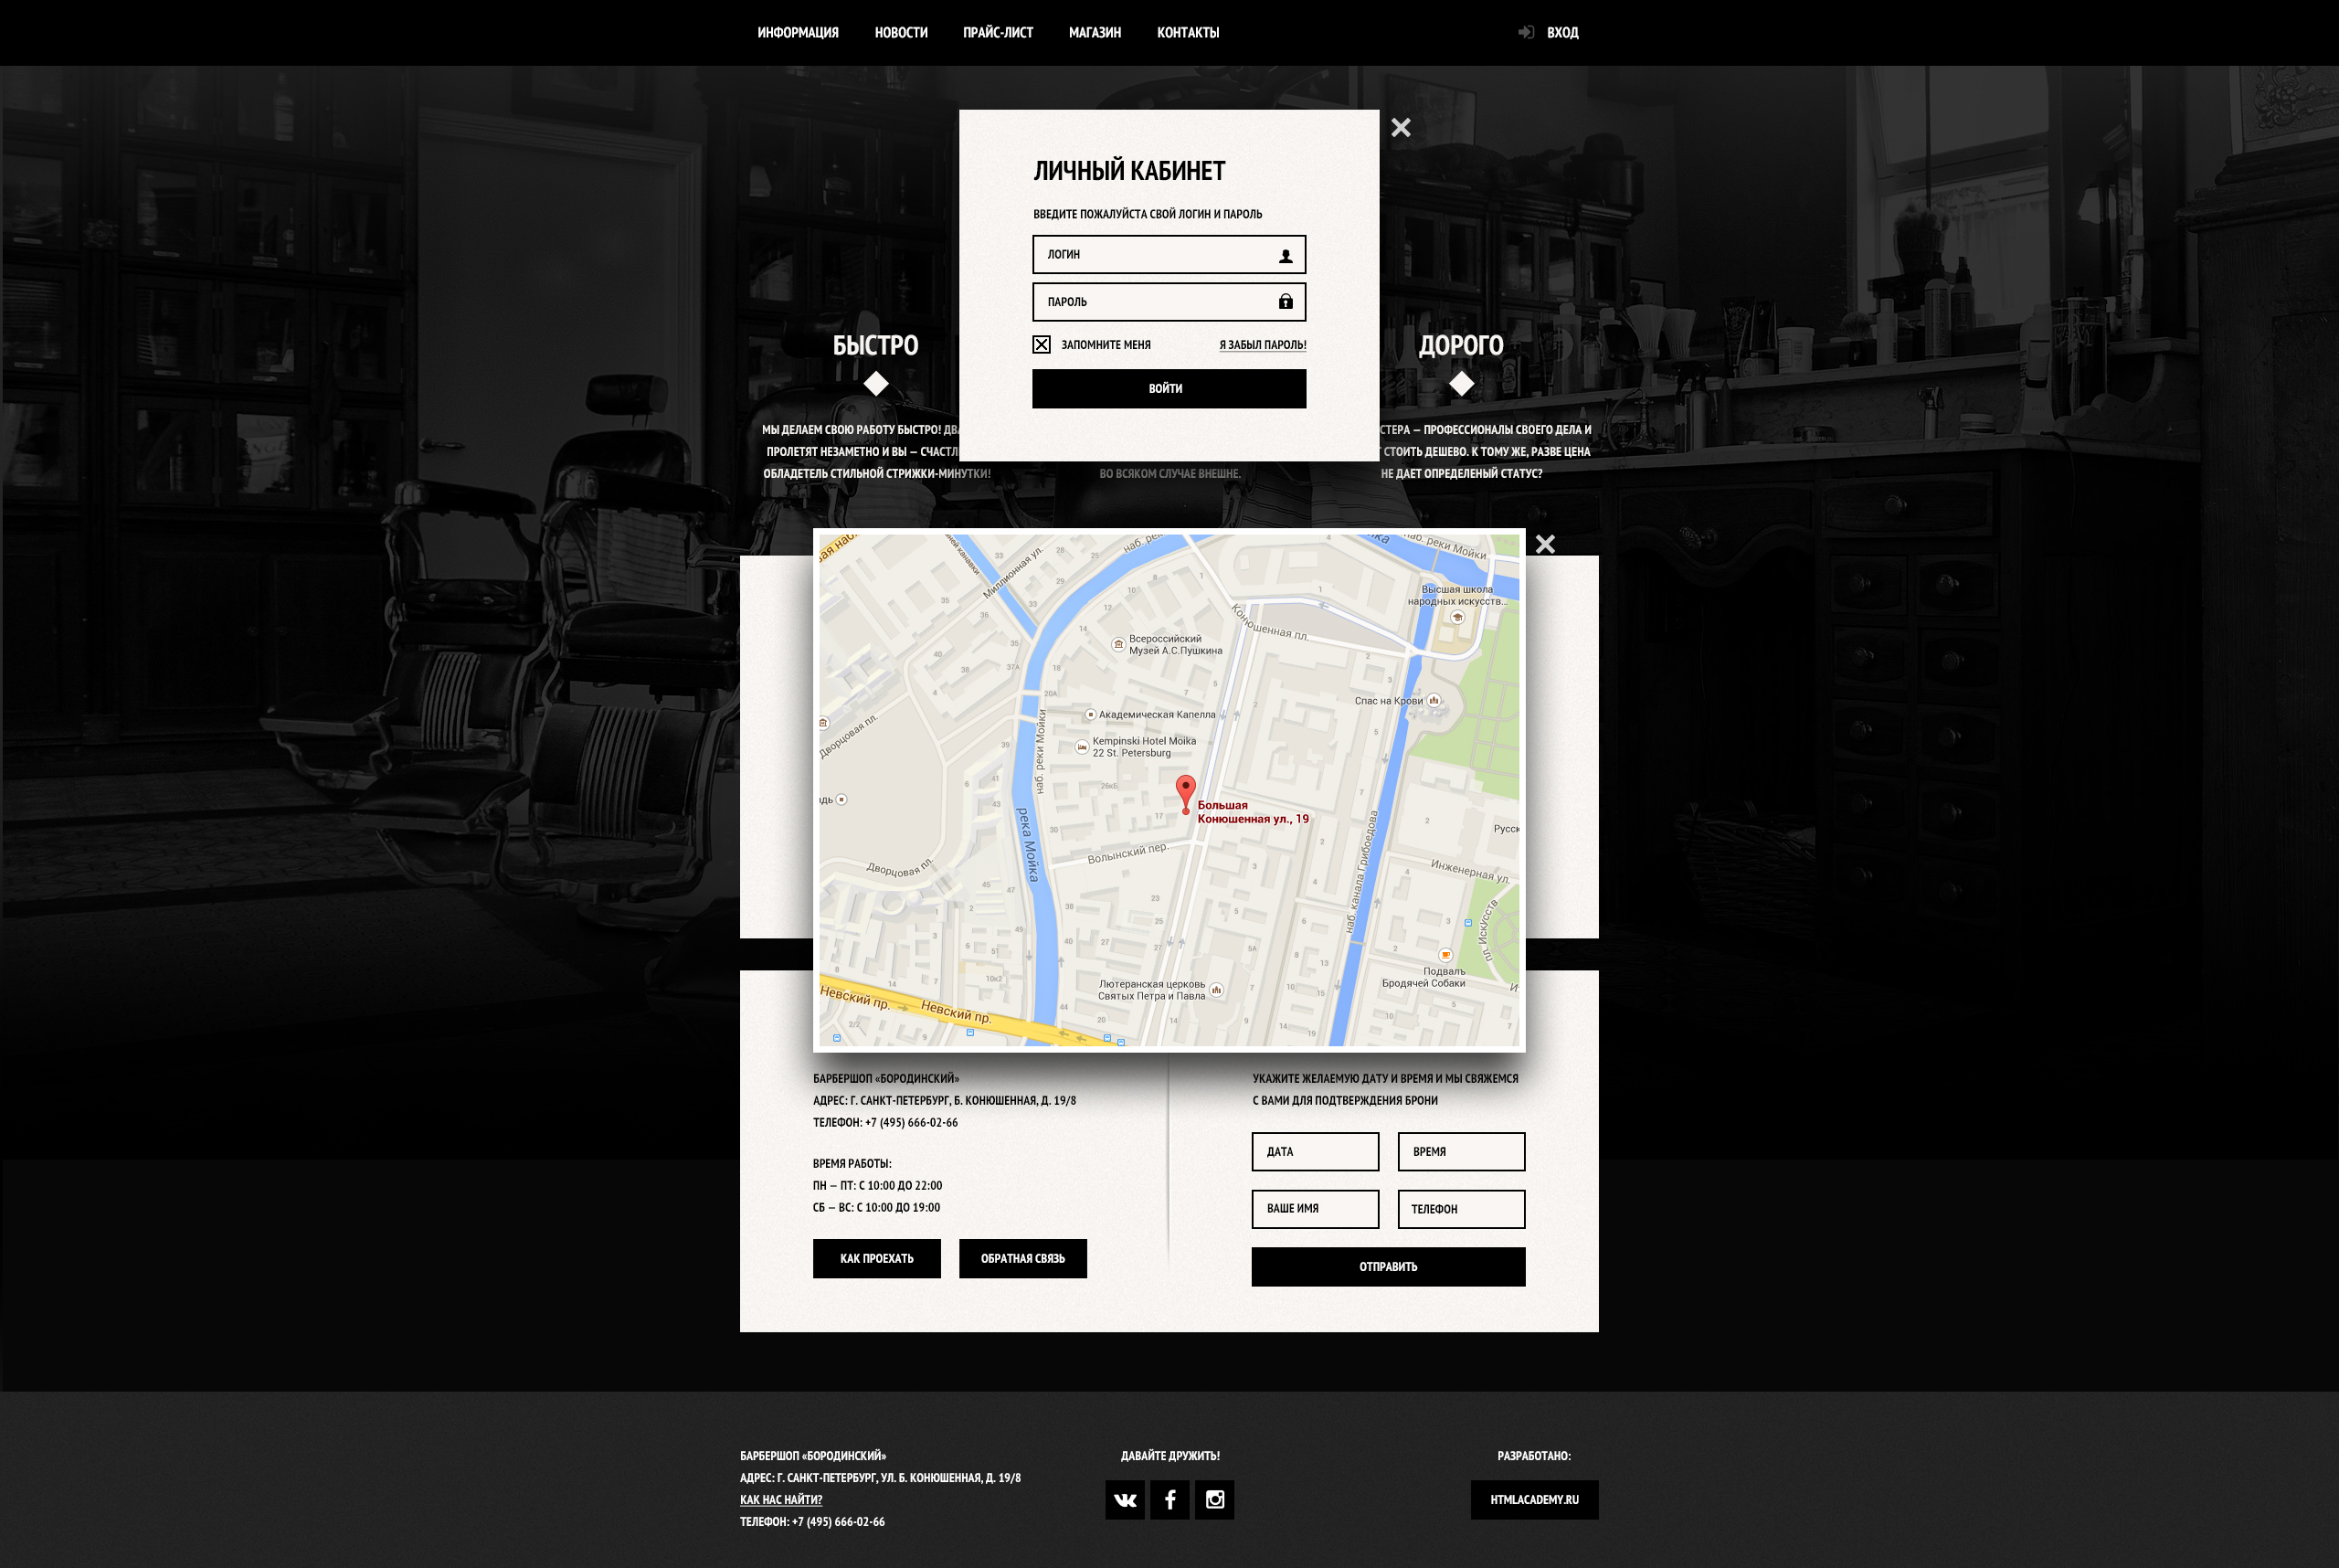 ИНФОРМАЦИЯ НОВОСТИ ПРАЙС-ЛИСТ МАГАЗИН КОНТАКТЫ ВХОД
ЛИЧНЫЙ КАБИНЕТ
ВВЕДИТЕ ПОЖАЛУЙСТА СВОЙ ЛОГИН И ПАРОЛЬ
ЛОГИН
ПАРОЛЬ
ЗАПОМНИТЕ МЕНЯ Я ЗАБЫЛ ПАРОЛЬ!
ВОЙТИ
БЫСТРО
МЫ ДЕЛАЕМ СВОЮ РАБОТУ БЫСТРО!
ПРОЛЕТЯТ НЕЗАМЕТНО И ВЫ —
ОБЛАДЕТЕЛЬ СТИЛЬНОЙ СТРИЖКИ-МИНУТКИ!
ВО ВСЯКОМ СЛУЧАЕ ВНЕШНЕ.
ДОРОГО
— ПРОФЕССИОНАЛЫ СВОЕГО ДЕЛА И
СТОИТЬ ДЕШЕВО. К ТОМУ ЖЕ, РАЗВЕ ЦЕНА
НЕ ДАЕТ ОПРЕДЕЛЕНЫЙ СТАТУС?
Миллионная ул.
наб. реки Мойки
Высшая школа
народных искусств...
Конюшенная пл.
Всероссийский
Музей А.С.Пушкина
Спас на Крови
Академическая Капелла
Kempinski Hotel Moika
22 St. Petersburg
наб. реки Мойки
Дворцовая пл.
Большая
Конюшенная ул., 19
река Мойка
Волынский пер.
Дворцовая пл.
наб. канала Грибоедова
Инженерная ул.
пл. Искусств
Подвалъ
Бродячей Собаки
Лютеранская церковь
Святых Петра и Павла
Невский пр. Невский пр.
БАРБЕРШОП «БОРОДИНСКИЙ»
АДРЕС: Г. САНКТ-ПЕТЕРБУРГ, Б. КОНЮШЕННАЯ, Д. 19/8
ТЕЛЕФОН: +7 (495) 666-02-66
ВРЕМЯ РАБОТЫ:
ПН — ПТ: С 10:00 ДО 22:00
СБ — ВС: С 10:00 ДО 19:00
КАК ПРОЕХАТЬ ОБРАТНАЯ СВЯЗЬ
УКАЖИТЕ ЖЕЛАЕМУЮ ДАТУ И ВРЕМЯ И МЫ СВЯЖЕМСЯ
С ВАМИ ДЛЯ ПОДТВЕРЖДЕНИЯ БРОНИ
ДАТА ВРЕМЯ
ВАШЕ ИМЯ ТЕЛЕФОН
ОТПРАВИТЬ
БАРБЕРШОП «БОРОДИНСКИЙ»
АДРЕС: Г. САНКТ-ПЕТЕРБУРГ, УЛ. Б. КОНЮШЕННАЯ, Д. 19/8
КАК НАС НАЙТИ?
ТЕЛЕФОН: +7 (495) 666-02-66
ДАВАЙТЕ ДРУЖИТЬ!
РАЗРАБОТАНО:
HTMLACADEMY.RU